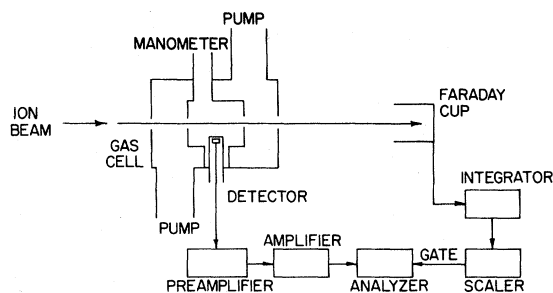 PUMP
MANOMETER
ION
BEAM
GAS
CELL
FARADAY
CUP
DETECTOR
INTEGRATOR
PUMP
AMPLIFIER
GATE
PREAMPLIFIER
ANALYZER
SCALER